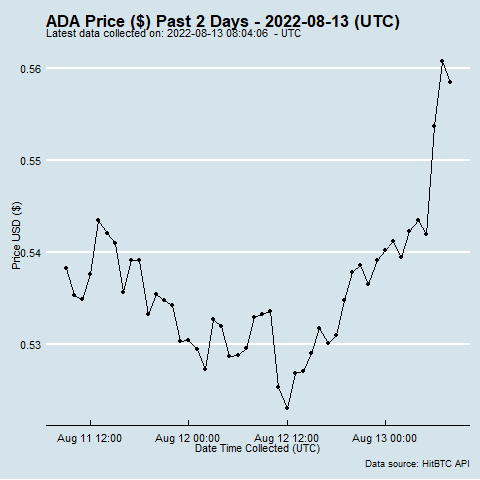 ADA Price ($) Past 2 Days - 2022-08-13 (UTC)
Latest data collected on: 2022-08-13 08:04:06  - UTC
0.56
0.55
0.54
0.53
Price USD ($)
Aug 11 12:00
Aug 12 00:00
Aug 12 12:00
Aug 13 00:00
Date Time Collected (UTC)
Data source: HitBTC API